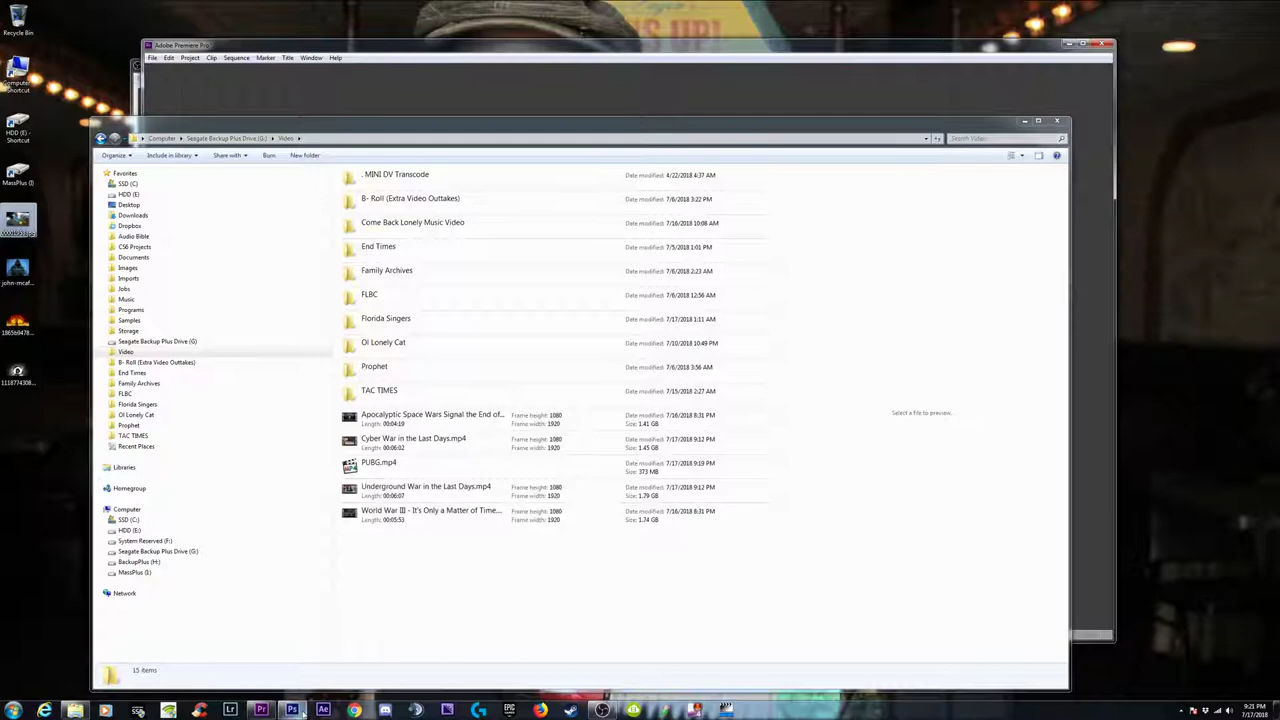 Recycle Bin
Adobe Premiere Pro
File Edit Project Clip Sequence Marker Title Window Help
Computer
Shortcut
HDD (E) -
Shortcut
MassPlus (I)
john-mcaf...
1865b9478...
1118774308...
Computer Seagate Backup Plus Drive (G:) Video
Search Video
Organize Include in library Share with Burn New folder
Favorites
SSD (C)
HDD (E)
Desktop
Downloads
Dropbox
Audio Bible
CS6 Projects
Documents
Images
Imports
Jobs
Music
Programs
Samples
Storage
Seagate Backup Plus Drive (G)
Video
B- Roll (Extra Video Outtakes)
End Times
Family Archives
FLBC
Florida Singers
Ol Lonely Cat
Prophet
TAC TIMES
Recent Places
Libraries
Homegroup
Computer
SSD (C:)
HDD (E:)
System Reserved (F:)
Seagate Backup Plus Drive (G:)
BackupPlus (H:)
MassPlus (I:)
Network
. MINI DV Transcode Date modified: 4/22/2018 4:37 AM
B- Roll (Extra Video Outtakes) Date modified: 7/6/2018 3:22 PM
Come Back Lonely Music Video Date modified: 7/16/2018 10:08 AM
End Times Date modified: 7/5/2018 1:01 PM
Family Archives Date modified: 7/6/2018 2:23 AM
FLBC Date modified: 7/6/2018 12:56 AM
Florida Singers Date modified: 7/17/2018 1:11 AM
Ol Lonely Cat Date modified: 7/10/2018 10:49 PM
Prophet Date modified: 7/6/2018 3:56 AM
TAC TIMES Date modified: 7/15/2018 2:27 AM
Apocalyptic Space Wars Signal the End of... Frame height: 1080 Date modified: 7/16/2018 8:31 PM
Length: 00:04:19 Frame width: 1920 Size: 1.41 GB
Cyber War in the Last Days.mp4 Frame height: 1080 Date modified: 7/17/2018 9:12 PM
Length: 00:06:02 Frame width: 1920 Size: 1.45 GB
PUBG.mp4 Date modified: 7/17/2018 9:19 PM
Size: 373 MB
Underground War in the Last Days.mp4 Frame height: 1080 Date modified: 7/17/2018 9:12 PM
Length: 00:06:07 Frame width: 1920 Size: 1.79 GB
World War III - It's Only a Matter of Time... Frame height: 1080 Date modified: 7/16/2018 8:31 PM
Length: 00:05:53 Frame width: 1920 Size: 1.74 GB
Select a file to preview.
15 items
Lr Pr Ps Ae
EPIC
9:21 PM
7/17/2018